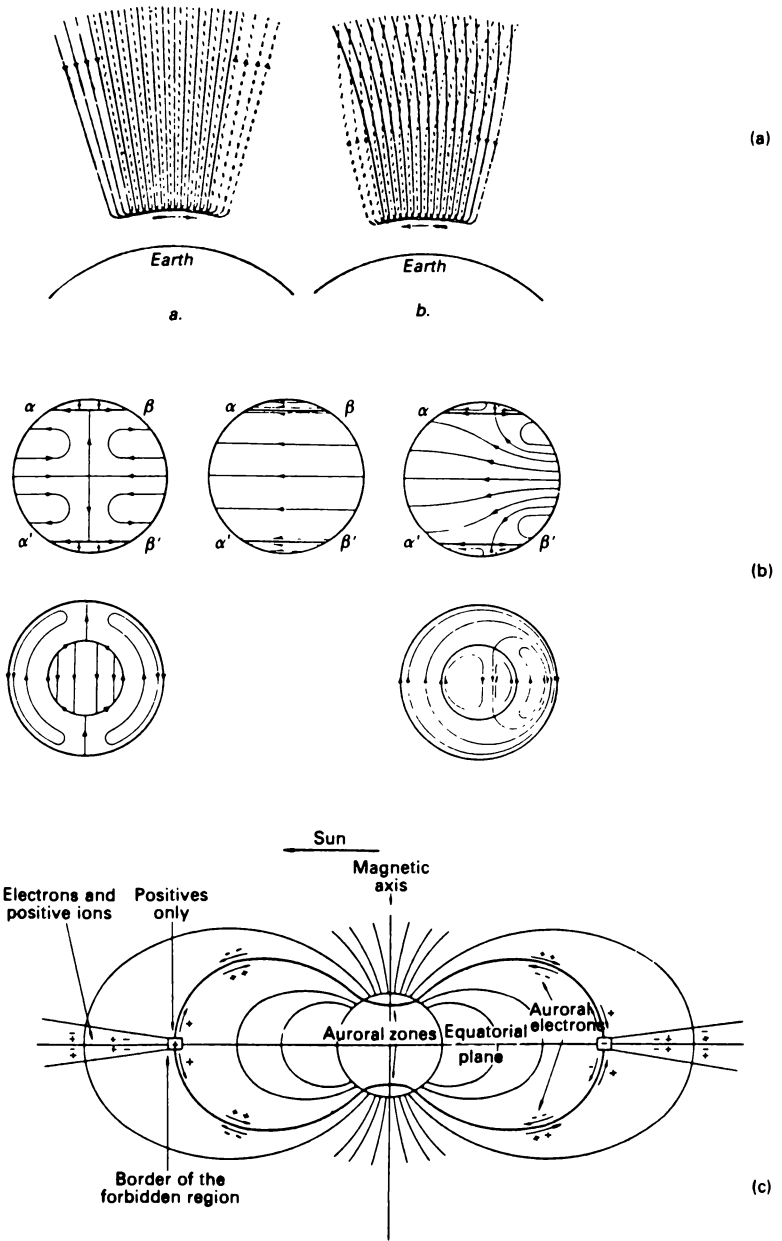 (a)
Earth
Earth
a.
b.
α
β
α
β
α
α'
β'
α'
β'
α'
β'
(b)
Sun
Magnetic
axis
Electrons and
positive ions
Positives
only
Auroral zones
Equatorial
plane
Auroral
electrons
Border of the
forbidden region
(c)